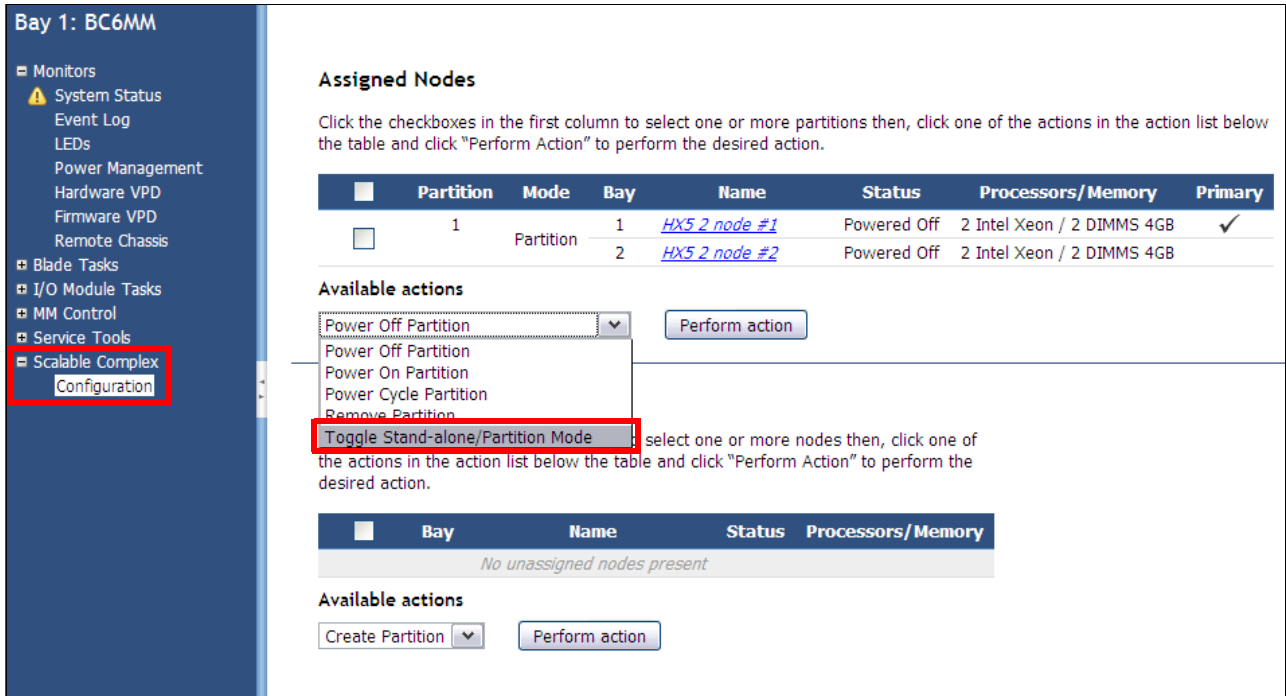 Bay 1: BC6MM
Monitors
System Status
Event Log
LEDs
Power Management
Hardware VPD
Firmware VPD
Remote Chassis
Blade Tasks
I/O Module Tasks
MM Control
Service Tools
Scalable Complex
Configuration
Assigned Nodes
Click the checkboxes in the first column to select one or more partitions then, click one of the actions in the action list below
the table and click “Perform Action” to perform the desired action.
Partition Mode Bay Name Status Processors/Memory Primary
1 Partition 1 HX5 2 node #1 Powered Off 2 Intel Xeon / 2 DIMMS 4GB ✓
2 HX5 2 node #2 Powered Off 2 Intel Xeon / 2 DIMMS 4GB
Available actions
Power Off Partition Perform action
Power Off Partition
Power On Partition
Power Cycle Partition
Remove Partition
Toggle Stand-alone/Partition Mode select one or more nodes then, click one of
the actions in the action list below the table and click “Perform Action” to perform the
desired action.
Bay Name Status Processors/Memory
No unassigned nodes present
Available actions
Create Partition Perform action